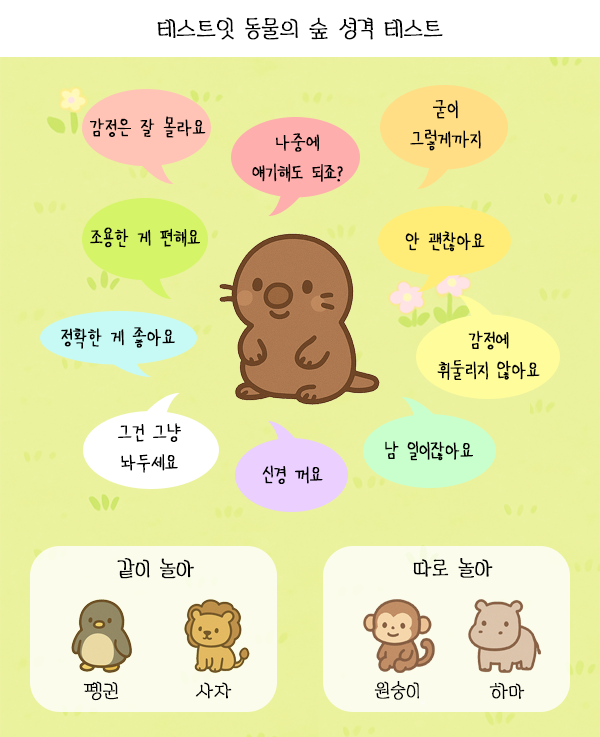 테스트잇 동물의 숲 성격 테스트
감정은 잘 몰라요
나중에
얘기해도 되죠?
굳이
그렇게까지
조용한 게 편해요
안 괜찮아요
정확한 게 좋아요
감정에
휘둘리지 않아요
그건 그냥
놔두세요
신경 꺼요
남 일이잖아요
같이 놀아
따로 놀아
펭귄
사자
원숭이
하마